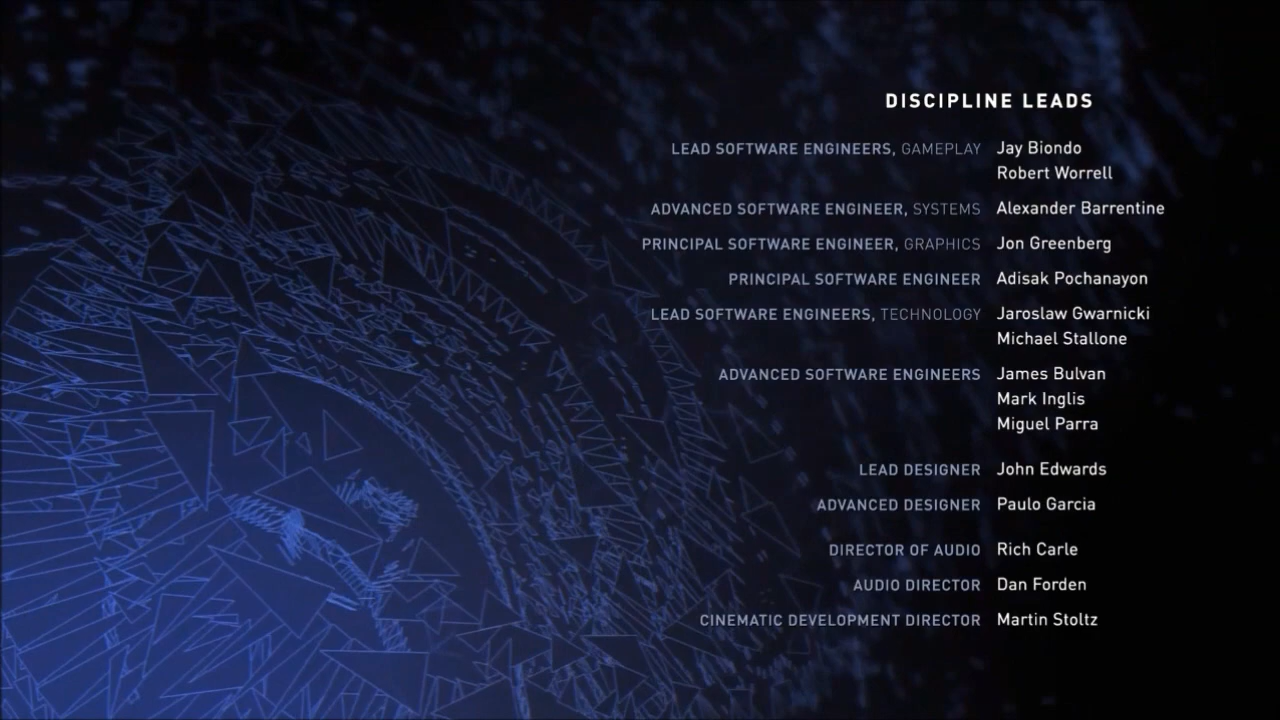 DISCIPLINE LEADS
LEAD SOFTWARE ENGINEERS, GAMEPLAY Jay Biondo
Robert Worrell
ADVANCED SOFTWARE ENGINEER, SYSTEMS Alexander Barrentine
PRINCIPAL SOFTWARE ENGINEER, GRAPHICS Jon Greenberg
PRINCIPAL SOFTWARE ENGINEER Adisak Pochanayon
LEAD SOFTWARE ENGINEERS, TECHNOLOGY Jaroslaw Gwarnicki
Michael Stallone
ADVANCED SOFTWARE ENGINEERS James Bulvan
Mark Inglis
Miguel Parra
LEAD DESIGNER John Edwards
ADVANCED DESIGNER Paulo Garcia
DIRECTOR OF AUDIO Rich Carle
AUDIO DIRECTOR Dan Forden
CINEMATIC DEVELOPMENT DIRECTOR Martin Stoltz